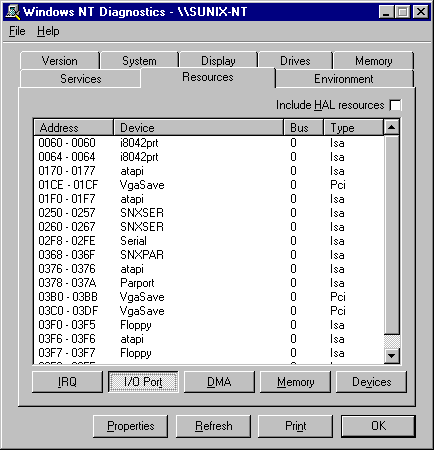 Windows NT Diagnostics - \\SUNIX-NT
File Help
Version System Display Drives Memory
Services Resources Environment
Include HAL resources
Address Device Bus Type
0060 - 0060 i8042prt 0 Isa
0064 - 0064 i8042prt 0 Isa
0170 - 0177 atapi 0 Isa
01CE - 01CF VgaSave 0 Pci
01F0 - 01F7 atapi 0 Isa
0250 - 0257 SNXSER 0 Isa
0260 - 0267 SNXSER 0 Isa
02F8 - 02FE Serial 0 Isa
0368 - 036F SNXPAR 0 Isa
0376 - 0376 atapi 0 Isa
0378 - 037A Parport 0 Isa
03B0 - 03BB VgaSave 0 Pci
03C0 - 03DF VgaSave 0 Pci
03F0 - 03F5 Floppy 0 Isa
03F6 - 03F6 atapi 0 Isa
03F7 - 03F7 Floppy 0 Isa
IRQ I/O Port DMA Memory Devices
Properties Refresh Print OK